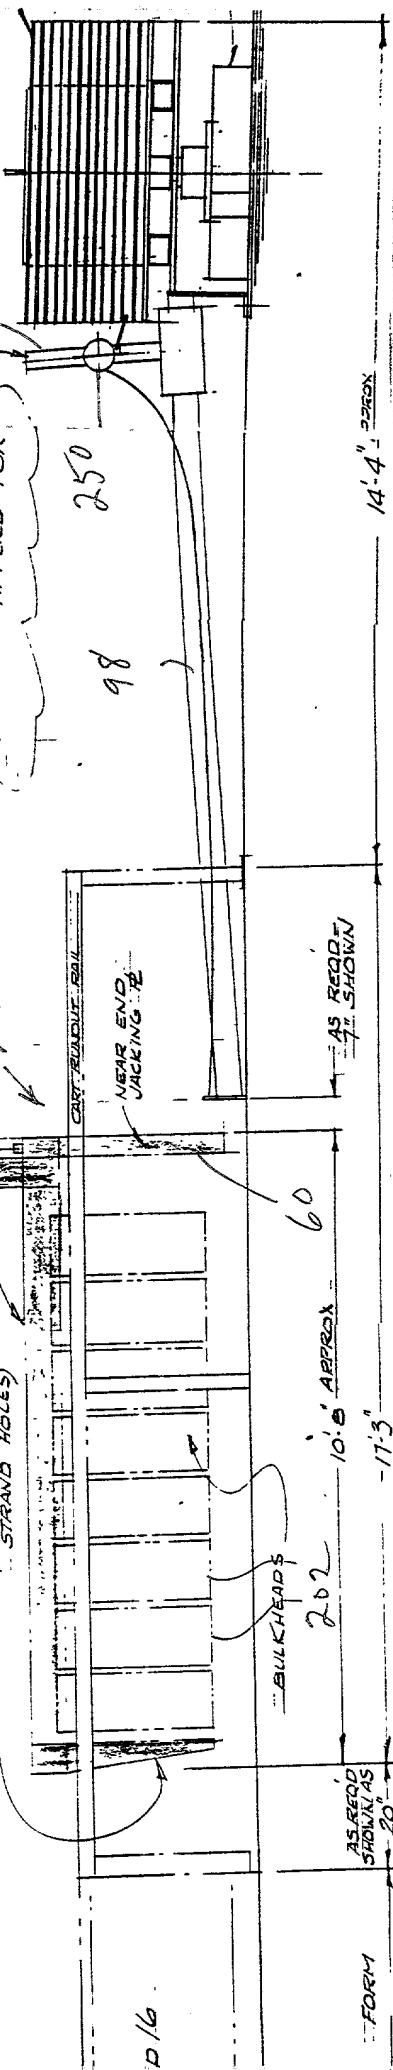 250
98
14'-4" APPROX
CART RUNOUT RAIL
NEAR END
JACKING PL
AS REQD-
7" SHOWN
60
STRAND HOLES)
BULKHEADS
202
10'-8" APPROX
17'-3"
AS REQD
SHOWN AS
20"
FORM